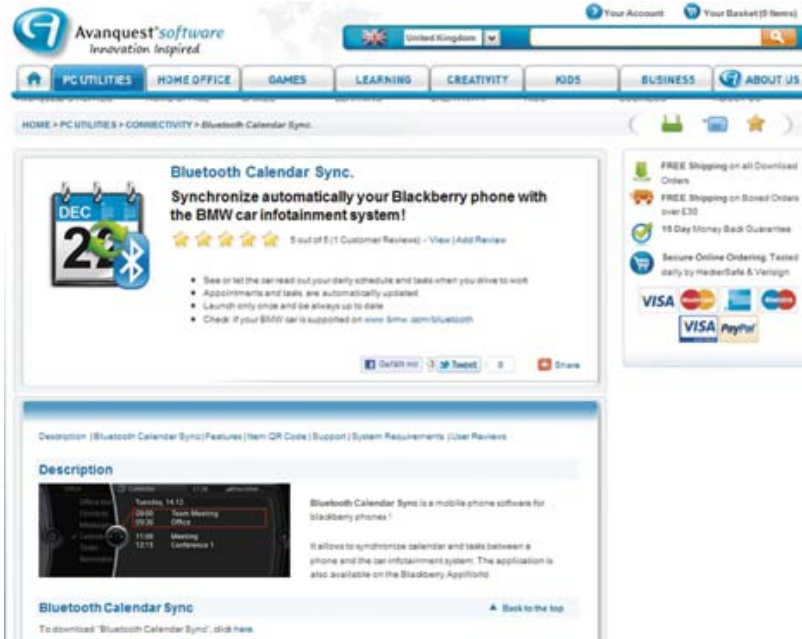 Your Account
Your Basket (0 Items)
Avanquest software
Innovation Inspired
United Kingdom
PC UTILITIES
HOME OFFICE
GAMES
LEARNING
CREATIVITY
KIDS
BUSINESS
ABOUT US
HOME > PC UTILITIES > CONNECTIVITY > Bluetooth Calendar Sync.
Bluetooth Calendar Sync.
Synchronize automatically your Blackberry phone with
the BMW car infotainment system!
5 out of 5 (1 Customer Reviews) - View | Add Review
DEC
See or let the car read out your daily schedule and tasks when you drive to work
Appointments and tasks are automatically updated
Launch only once and be always up to date
Check if your BMW car is supported on www.bmw.com/bluetooth
Gefällt mir
3
Tweet
0
Share
FREE Shipping on all Download
Orders
FREE Shipping on Boxed Orders
over £30
15 Day Money Back Guarantee
Secure Online Ordering. Tested
daily by HackerSafe & Verisign
VISA
MasterCard
Maestro
VISA
PayPal
Description | Bluetooth Calendar Sync | Features | Item QR Code | Support | System Requirements | User Reviews
Description
Tuesday, 14.12.
09:00 Team Meeting
09:30 Office
11:00 Meeting
12:15 Conference 1
Bluetooth Calendar Sync is a mobile phone software for
blackberry phones !
It allows to synchronize calendar and tasks between a
phone and the car infotainment system. The application is
also available on the Blackberry AppWorld
Bluetooth Calendar Sync
Back to the top
To download "Bluetooth Calendar Sync", click here.